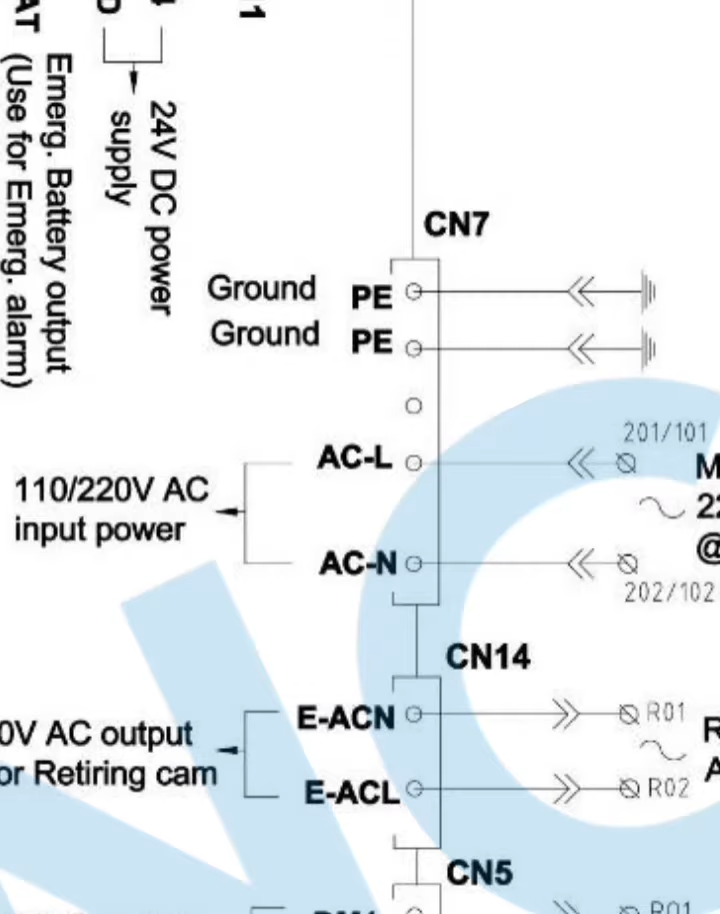 Emerg. Battery output
(Use for Emerg. alarm)
24V DC power
supply
CN7
Ground PE
Ground PE
201/101
AC-L
110/220V AC
input power
AC-N
202/102
CN14
E-ACN R01
0V AC output
or Retiring cam
E-ACL R02
CN5
R01